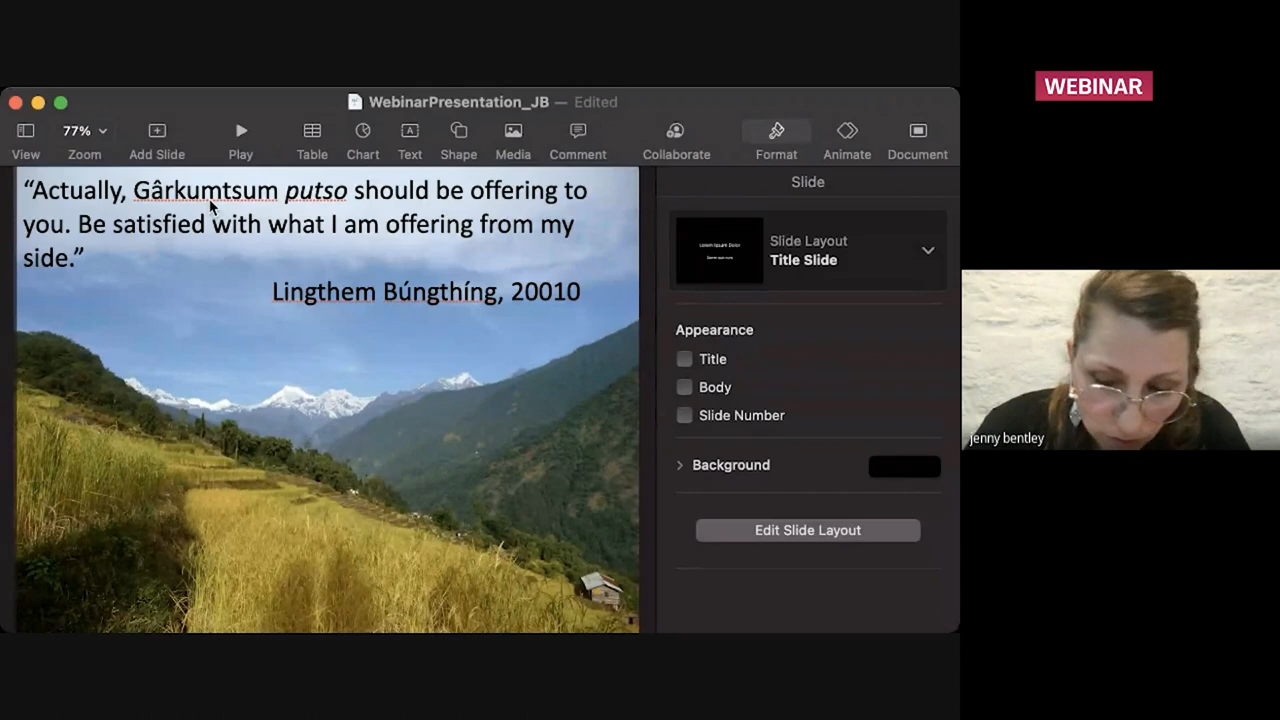 WEBINAR
WebinarPresentation_JB — Edited
View
77%
Zoom
Add Slide
Play
Table
Chart
Text
Shape
Media
Comment
Collaborate
Format
Animate
Document
“Actually, Gârkumtsum putso should be offering to
you. Be satisfied with what I am offering from my
side.”
Lingthem Búngthíng, 20010
Slide
Slide Layout
Title Slide
Appearance
Title
Body
Slide Number
Background
Edit Slide Layout
jenny bentley